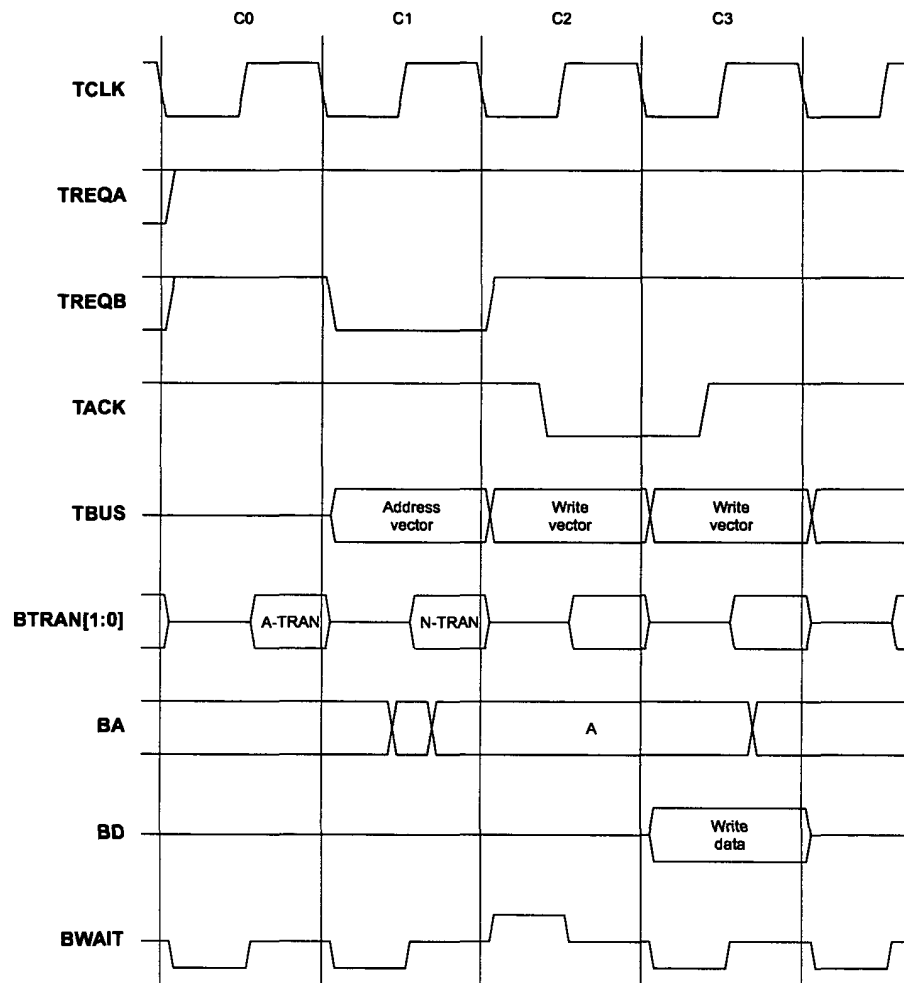 C0 C1 C2 C3
TCLK
TREQA
TREQB
TACK
TBUS
Address
vector
Write
vector
Write
vector
BTRAN[1:0]
A-TRAN
N-TRAN
BA
A
BD
Write
data
BWAIT